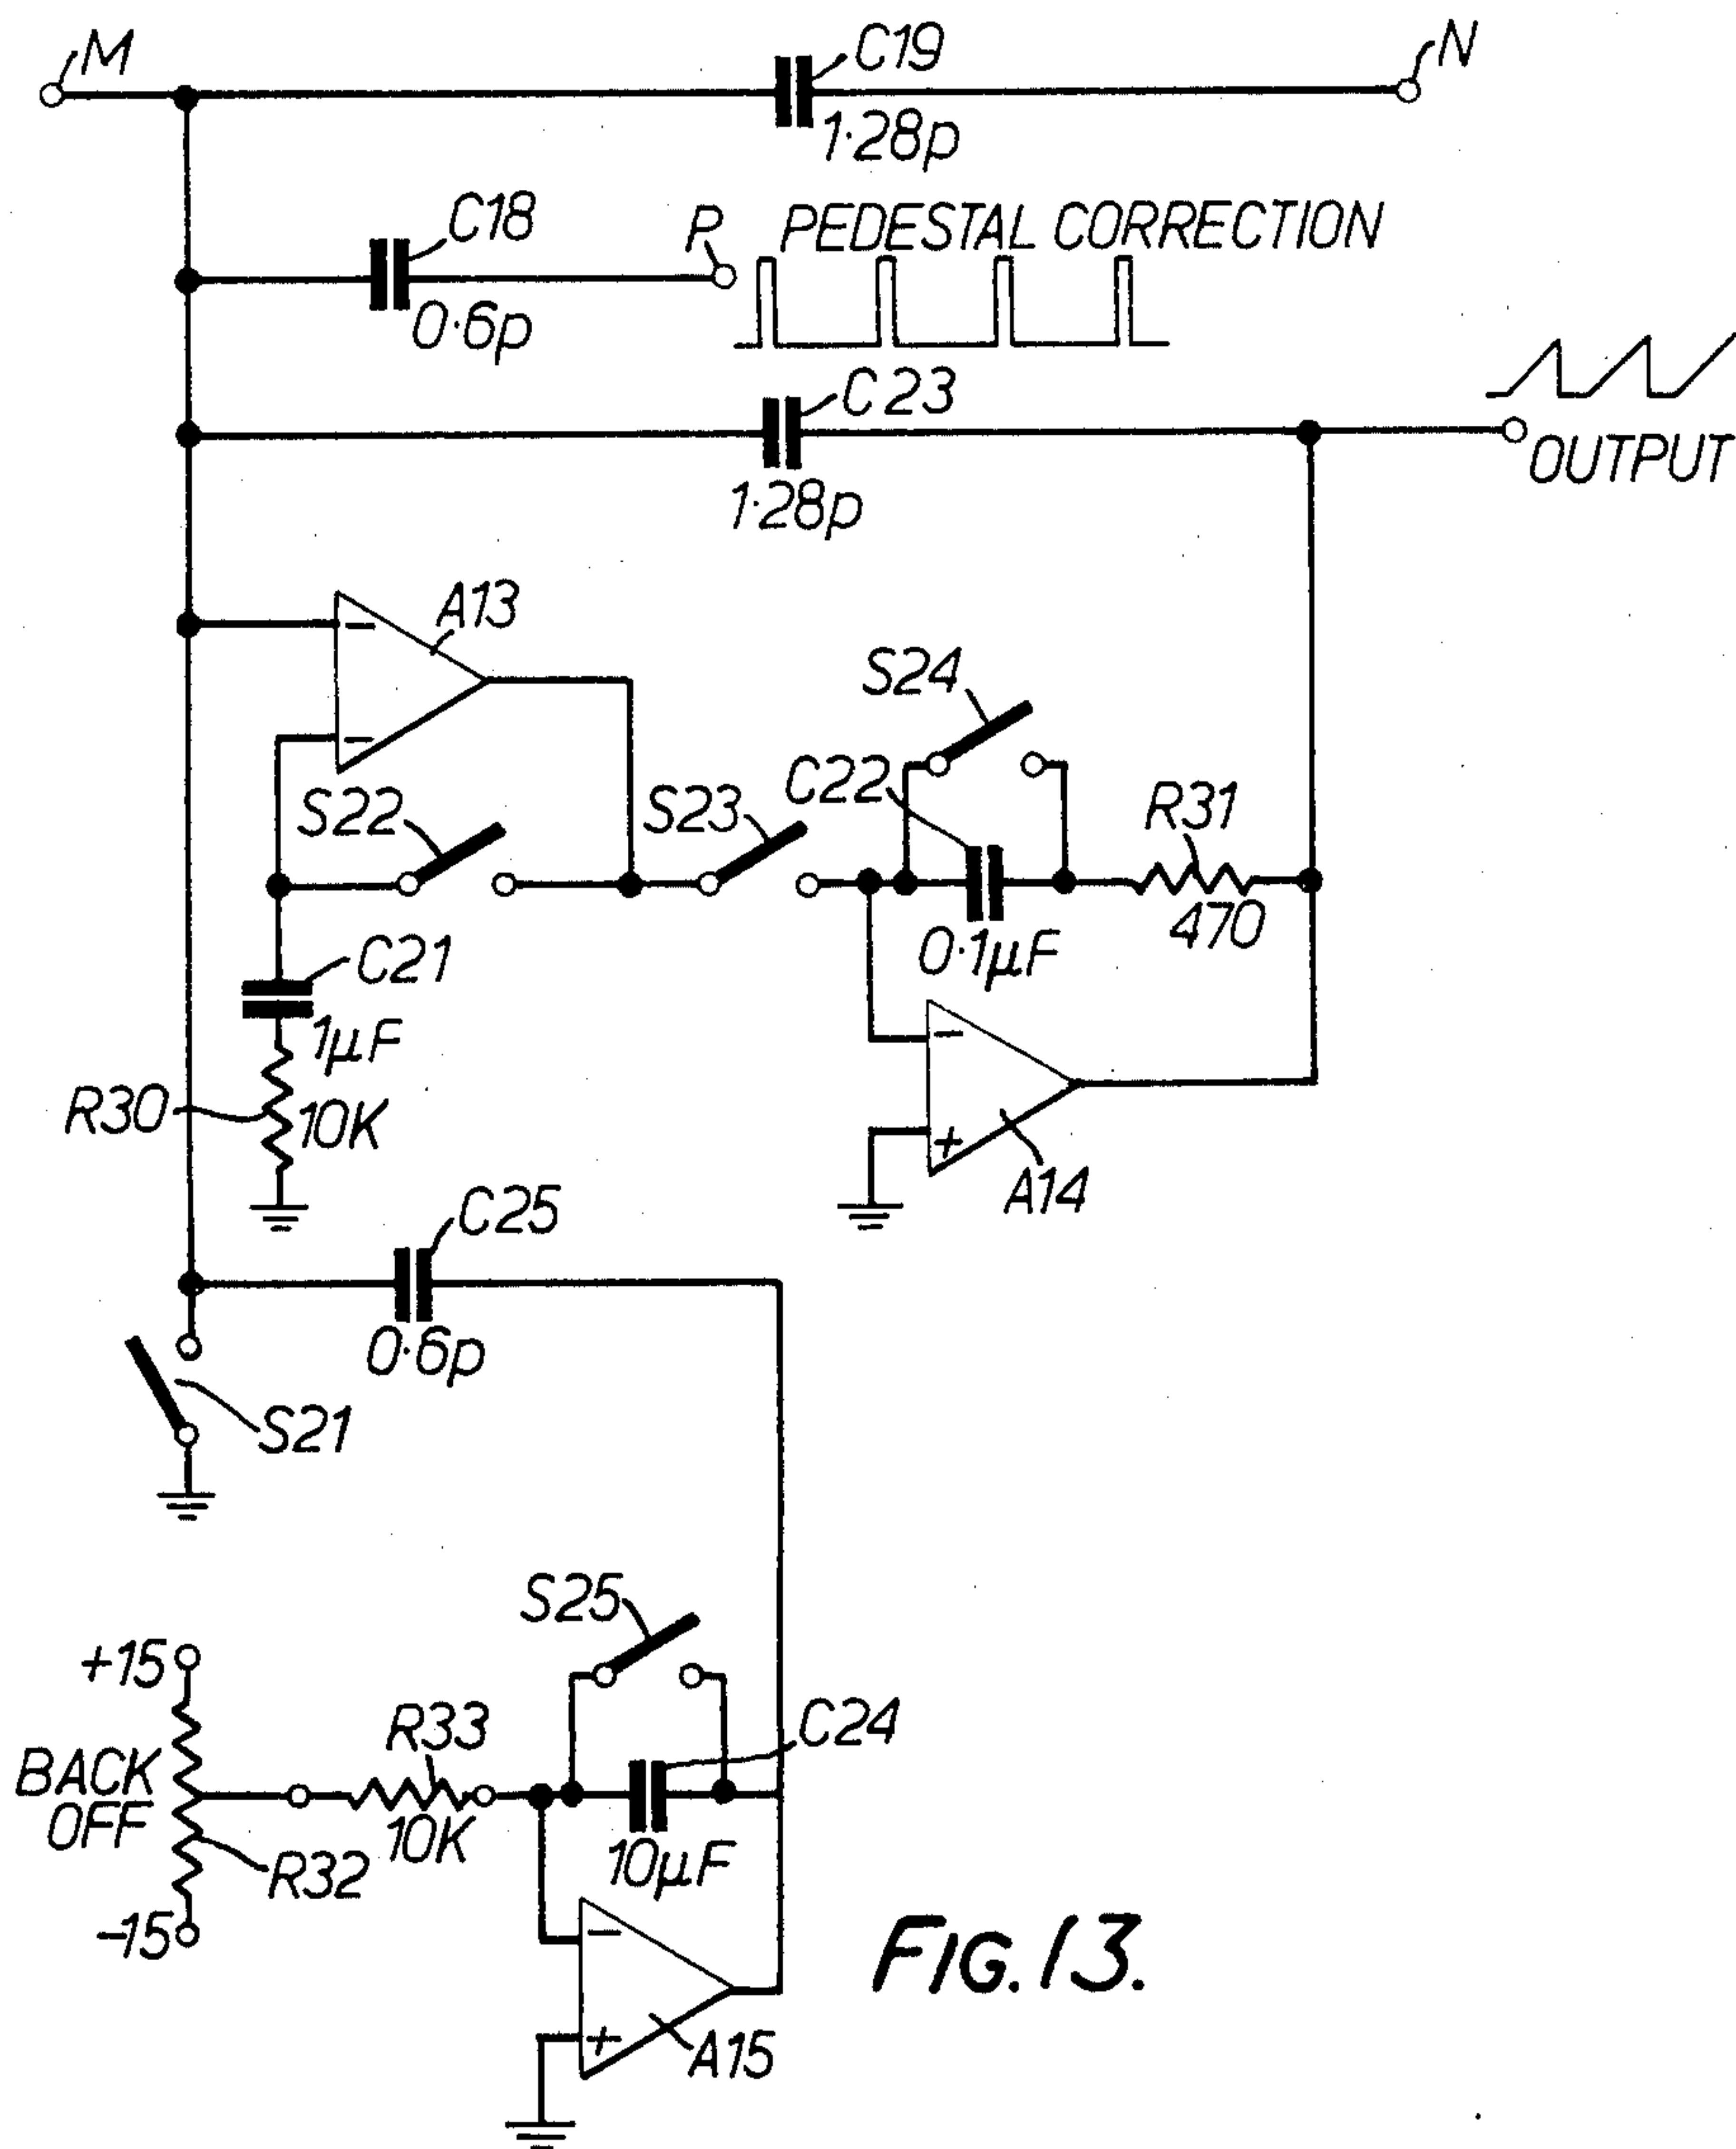 M
C19
N
1·28p
C18
P
PEDESTAL CORRECTION
0·6p
C23
OUTPUT
1·28p
A13
−
−
S24
C22
S22
S23
R31
470
0·1µF
C21
1µF
R30
10K
−
+
A14
C25
0·6p
S21
S25
+15
R33
C24
BACK
OFF
10K
10µF
R32
-15
−
+
A15
FIG. 13.